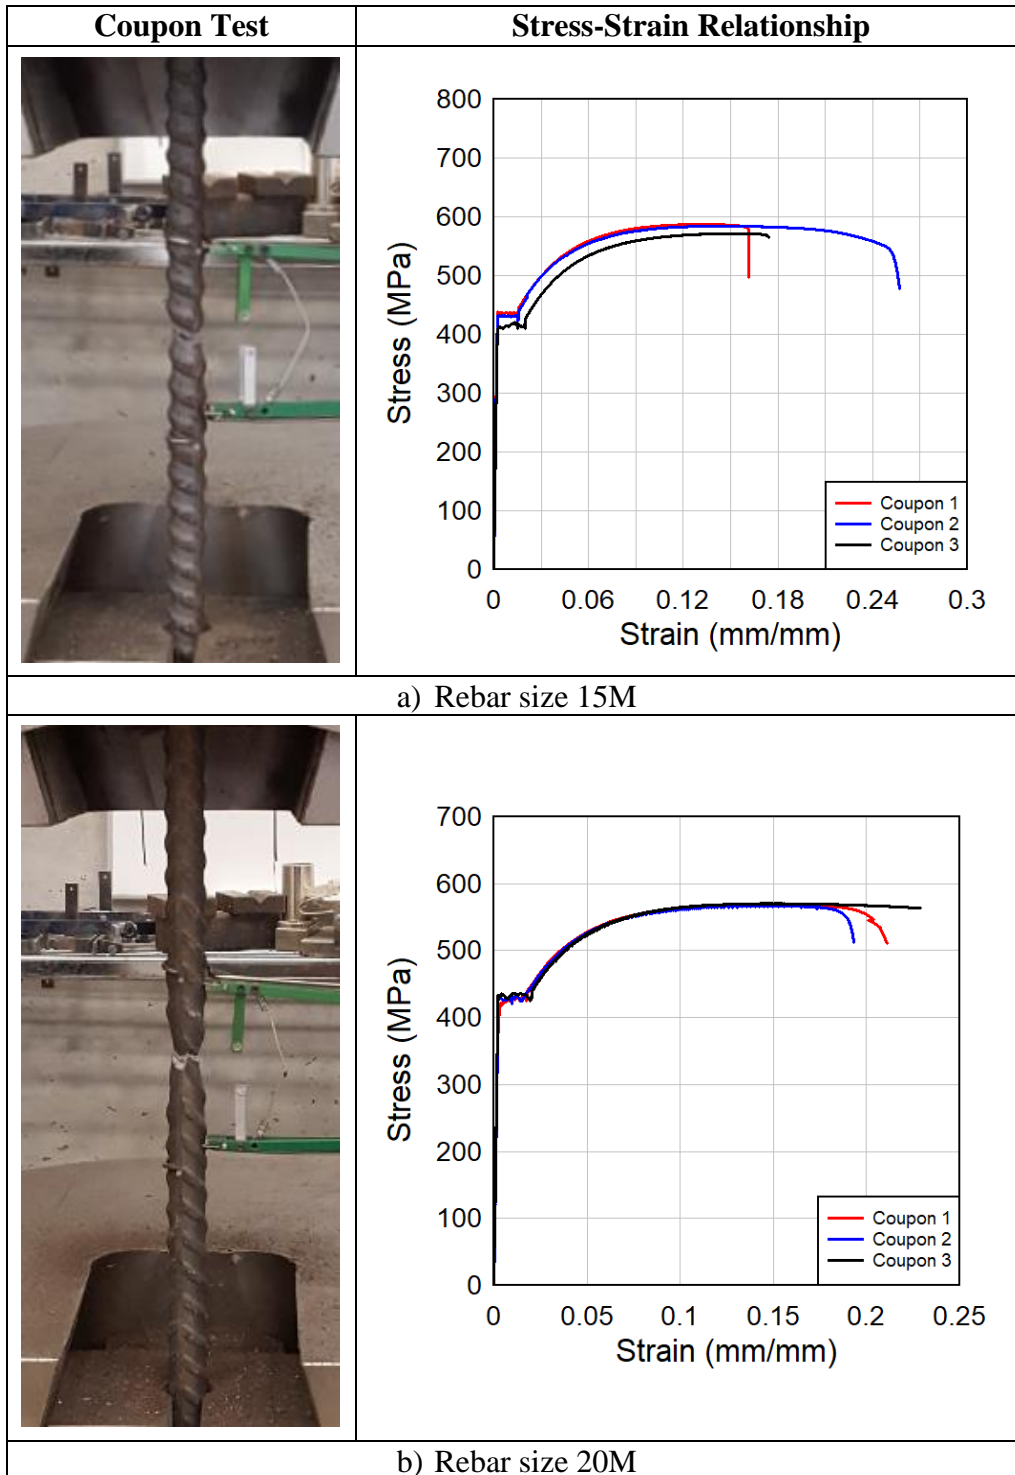 Coupon Test
Stress-Strain Relationship
800
700
600
500
400
300
200
100
0
Stress (MPa)
Coupon 1
Coupon 2
Coupon 3
0 0.06 0.12 0.18 0.24 0.3
Strain (mm/mm)
a) Rebar size 15M
700
600
500
400
300
200
100
0
Stress (MPa)
Coupon 1
Coupon 2
Coupon 3
0 0.05 0.1 0.15 0.2 0.25
Strain (mm/mm)
b) Rebar size 20M